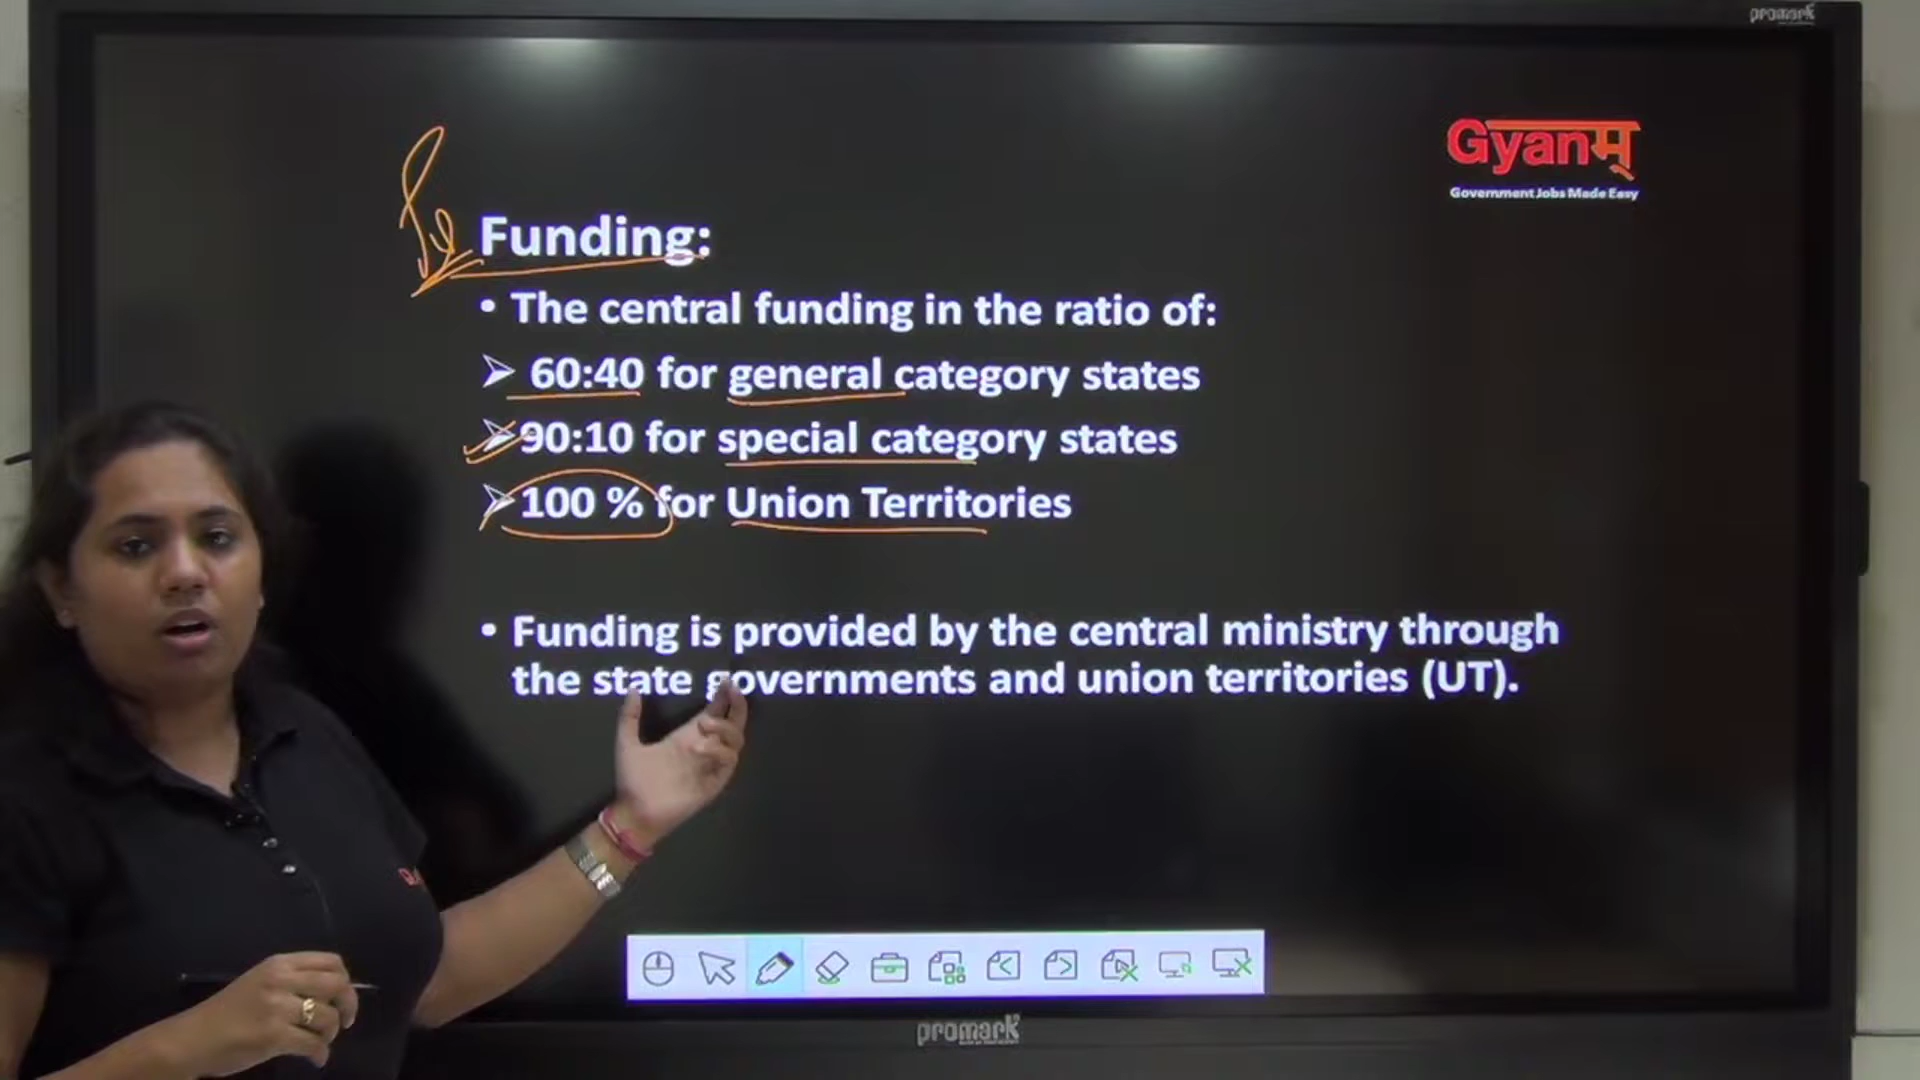 promark
Gyanम्
Government Jobs Made Easy
Funding:
• The central funding in the ratio of:
➢ 60:40 for general category states
➢ 90:10 for special category states
➢ 100 % for Union Territories
• Funding is provided by the central ministry through
the state governments and union territories (UT).
promark